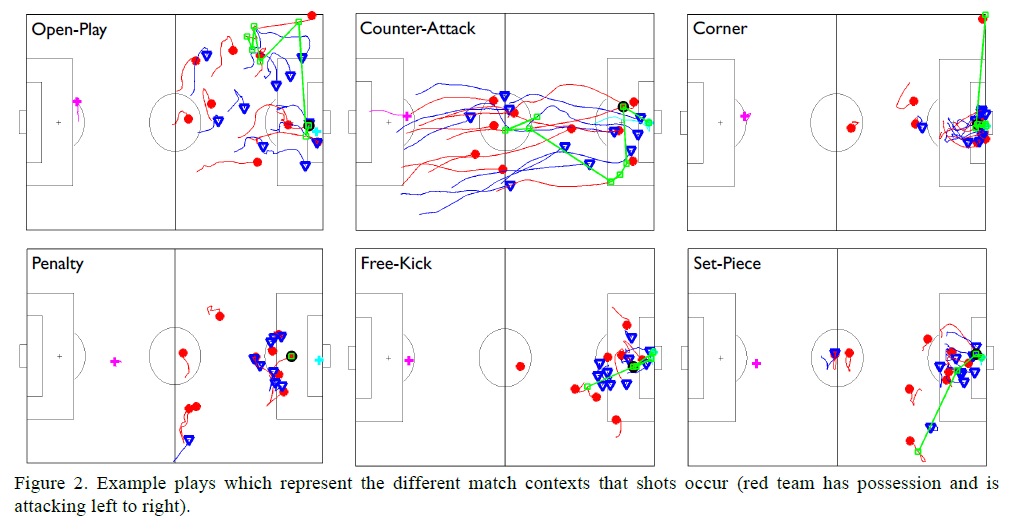 Open-Play
Counter-Attack
Corner
Penalty
Free-Kick
Set-Piece
Figure 2. Example plays which represent the different match contexts that shots occur (red team has possession and is
attacking left to right).